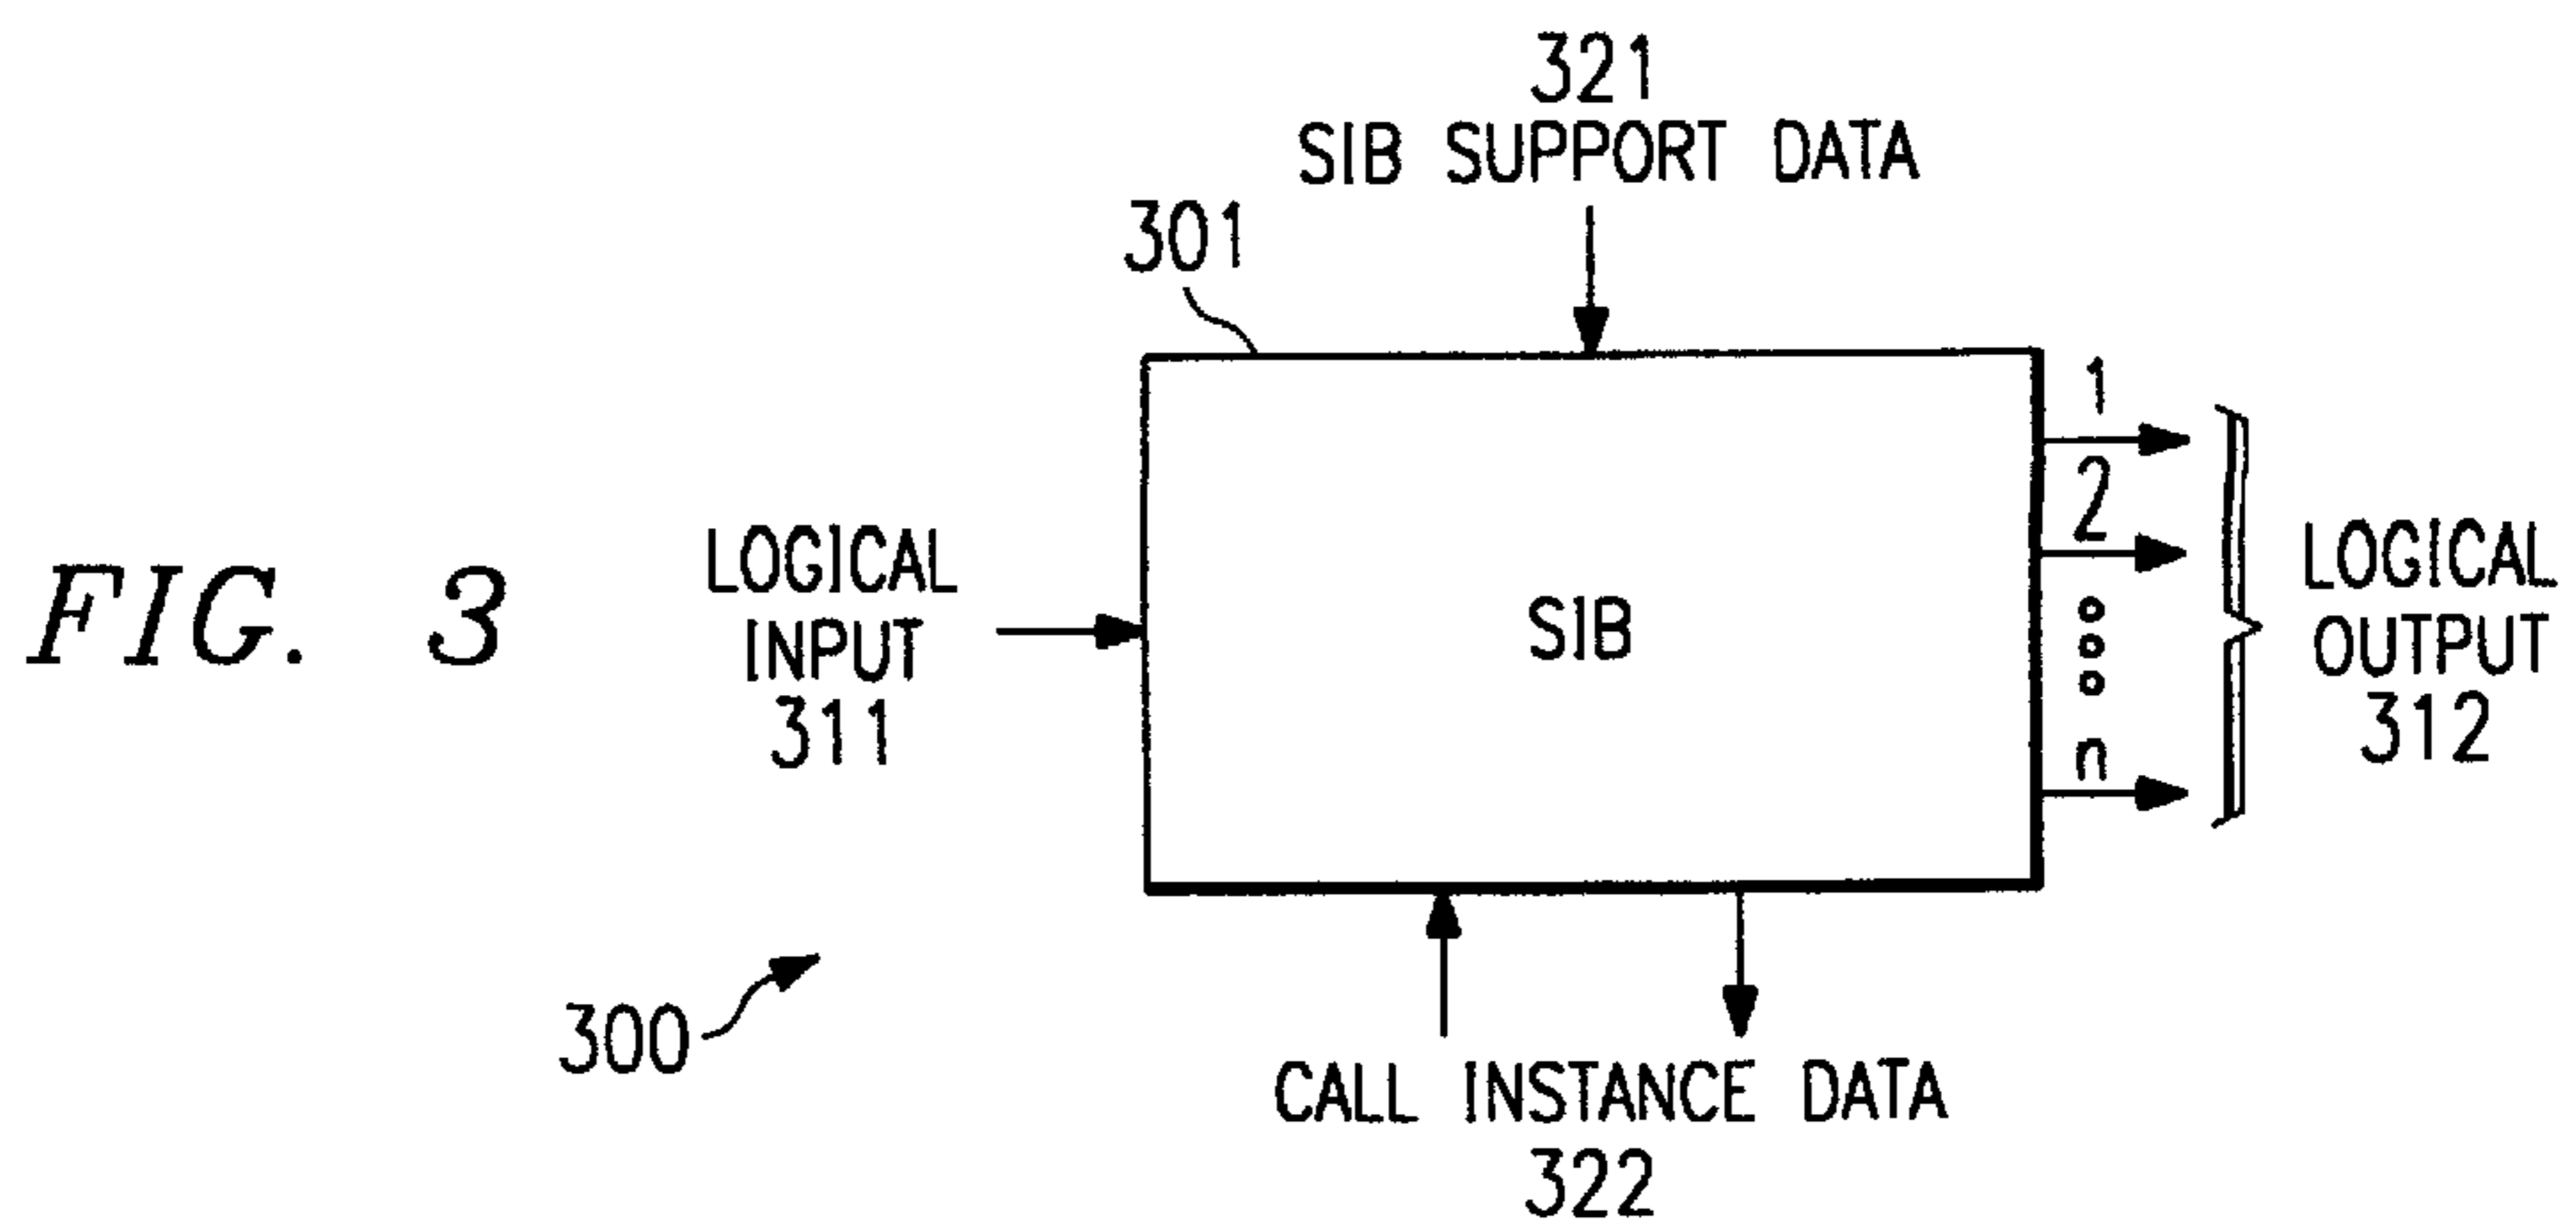 321
SIB SUPPORT DATA
301
1
2
n
LOGICAL
INPUT
311
SIB
LOGICAL
OUTPUT
312
FIG. 3
300
CALL INSTANCE DATA
322